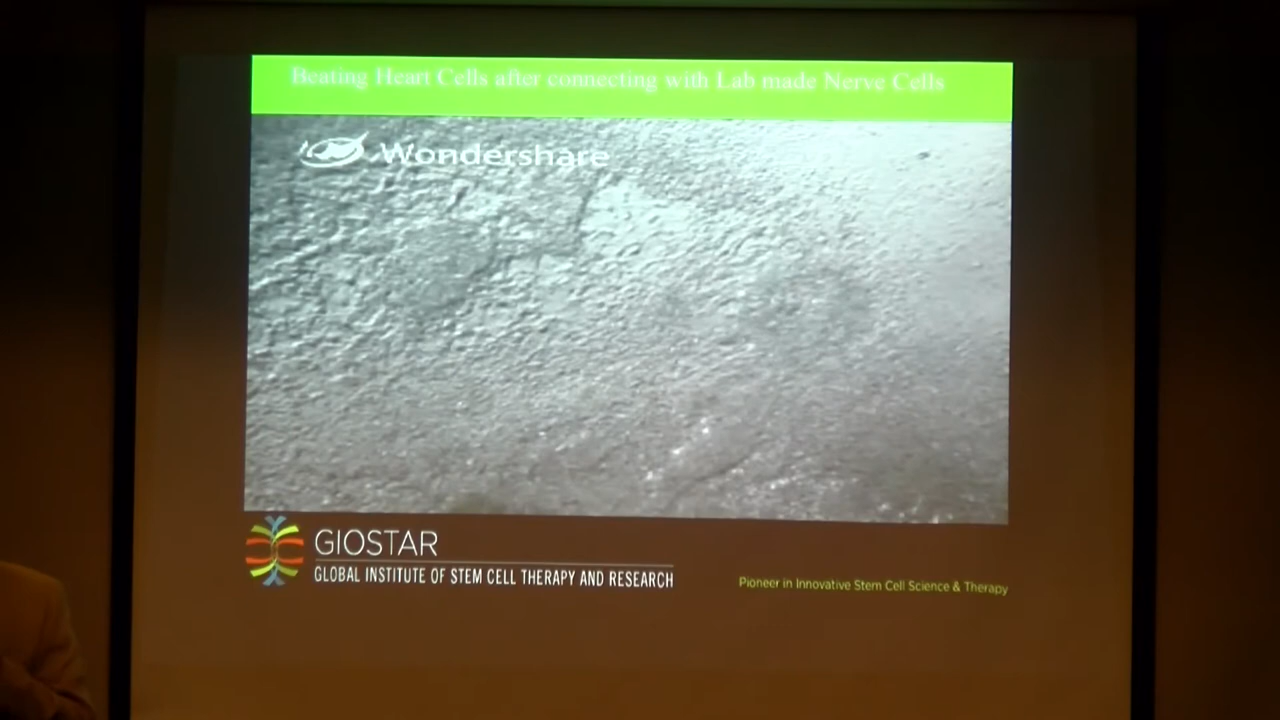 Beating Heart Cells after connecting with Lab made Nerve Cells
Wondershare
GIOSTAR
GLOBAL INSTITUTE OF STEM CELL THERAPY AND RESEARCH
Pioneer in Innovative Stem Cell Science & Therapy